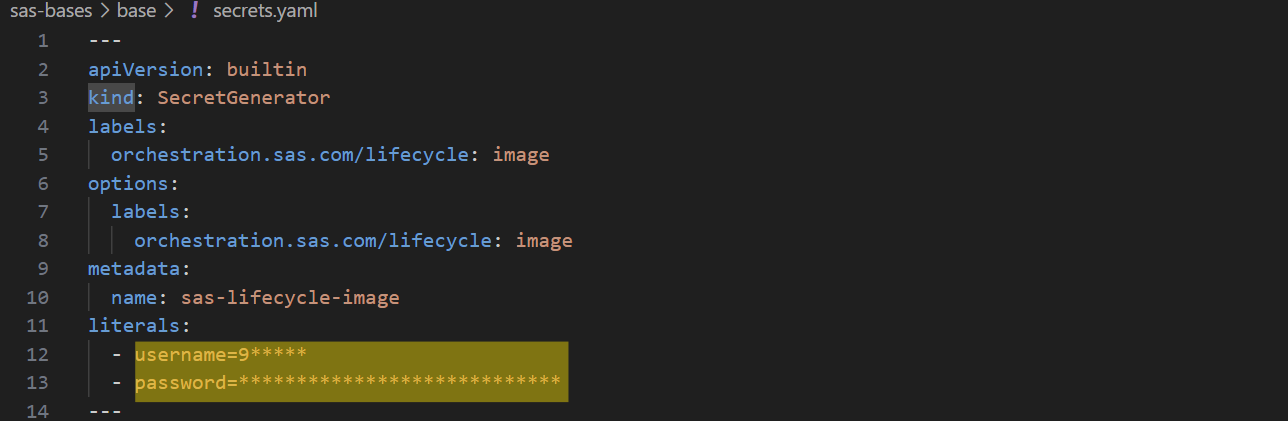 sas-bases > base > ! secrets.yaml
1 ---
2 apiVersion: builtin
3 kind: SecretGenerator
4 labels:
5   orchestration.sas.com/lifecycle: image
6 options:
7   labels:
8     orchestration.sas.com/lifecycle: image
9 metadata:
10   name: sas-lifecycle-image
11 literals:
12   - username=9*****
13   - password=****************************
14 ---